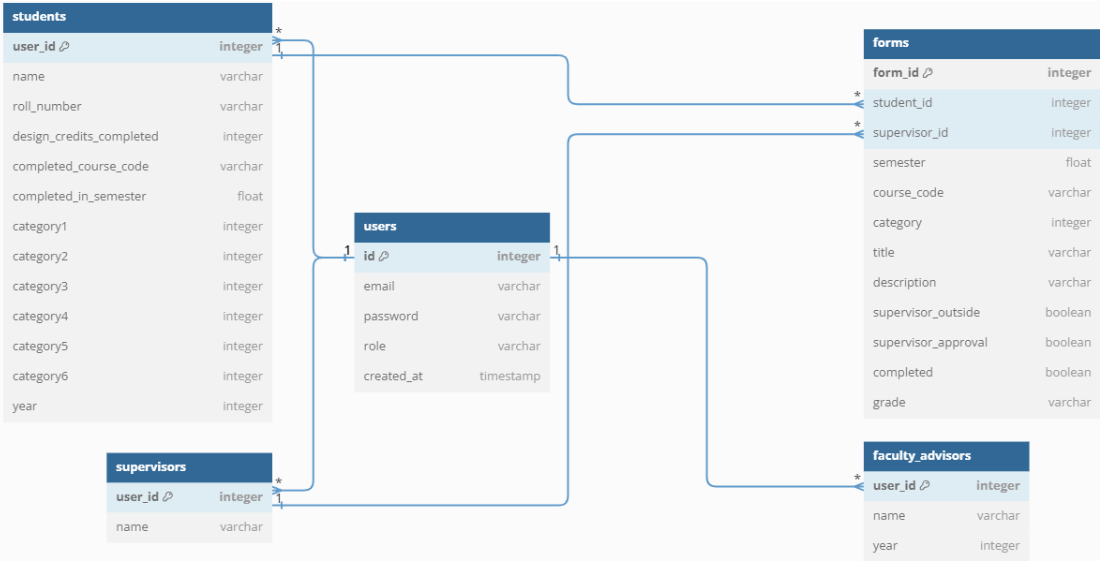 students
user_id integer
name varchar
roll_number varchar
design_credits_completed integer
completed_course_code varchar
completed_in_semester float
category1 integer
category2 integer
category3 integer
category4 integer
category5 integer
category6 integer
year integer
* 
1
users
1
1
id integer
email varchar
password varchar
role varchar
created_at timestamp
supervisors
user_id integer
name varchar
*
1
forms
form_id integer
* student_id integer
* supervisor_id integer
semester float
course_code varchar
category integer
title varchar
description varchar
supervisor_outside boolean
supervisor_approval boolean
completed boolean
grade varchar
faculty_advisors
* user_id integer
name varchar
year integer